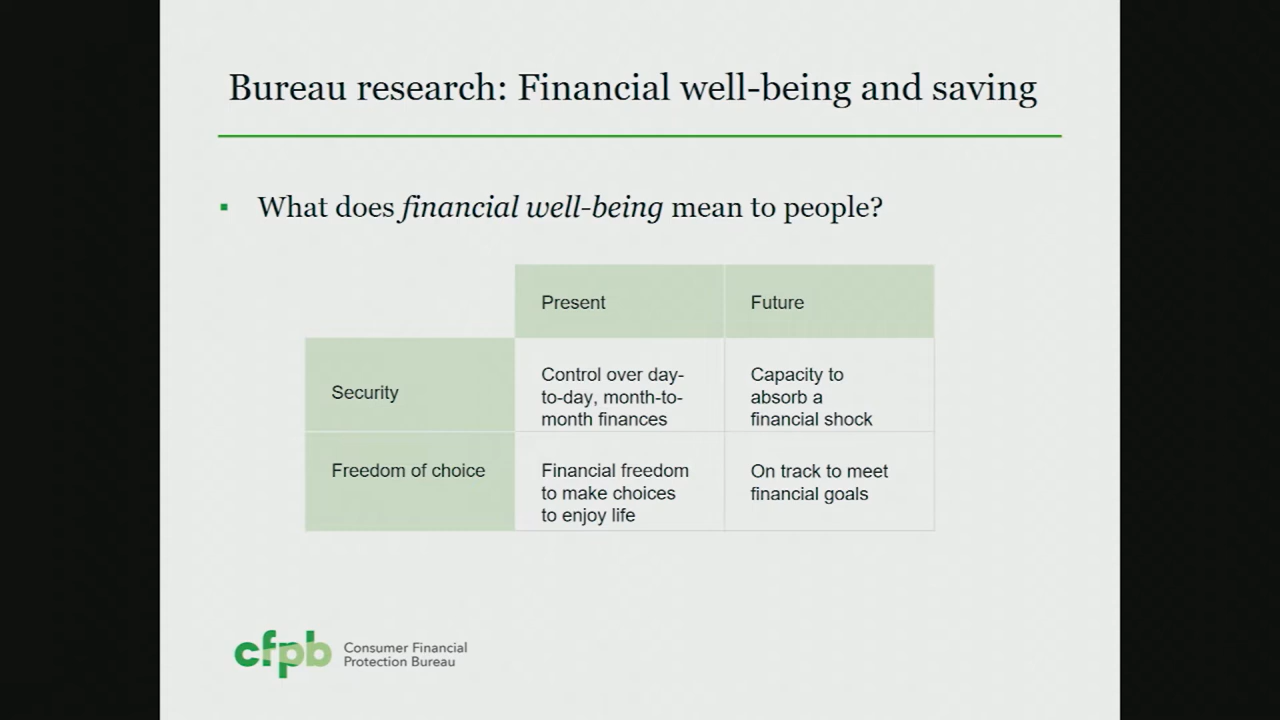 Bureau research: Financial well-being and saving
▪ What does financial well-being mean to people?
Present
Future
Security
Control over day-
to-day, month-to-
month finances
Capacity to
absorb a
financial shock
Freedom of choice
Financial freedom
to make choices
to enjoy life
On track to meet
financial goals
cfpb
Consumer Financial
Protection Bureau